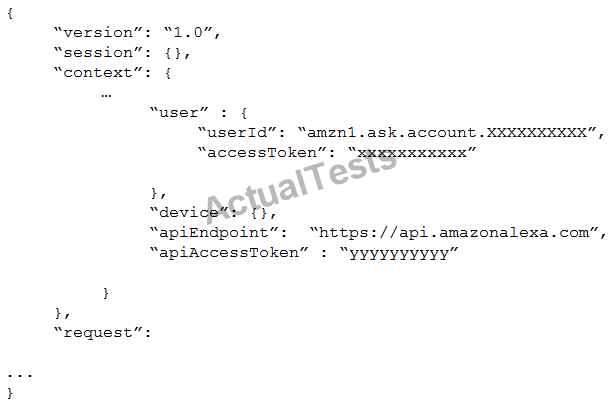 {
“version”: “1.0”,
“session”: {},
“context”: {
…
“user” : {
“userId”: “amzn1.ask.account.XXXXXXXXXX”,
“accessToken”: “xxxxxxxxxxx”
},
“device”: {},
“apiEndpoint”: “https://api.amazonalexa.com”,
“apiAccessToken” : “yyyyyyyyyy”
}
},
“request”:
...
}
ActualTests